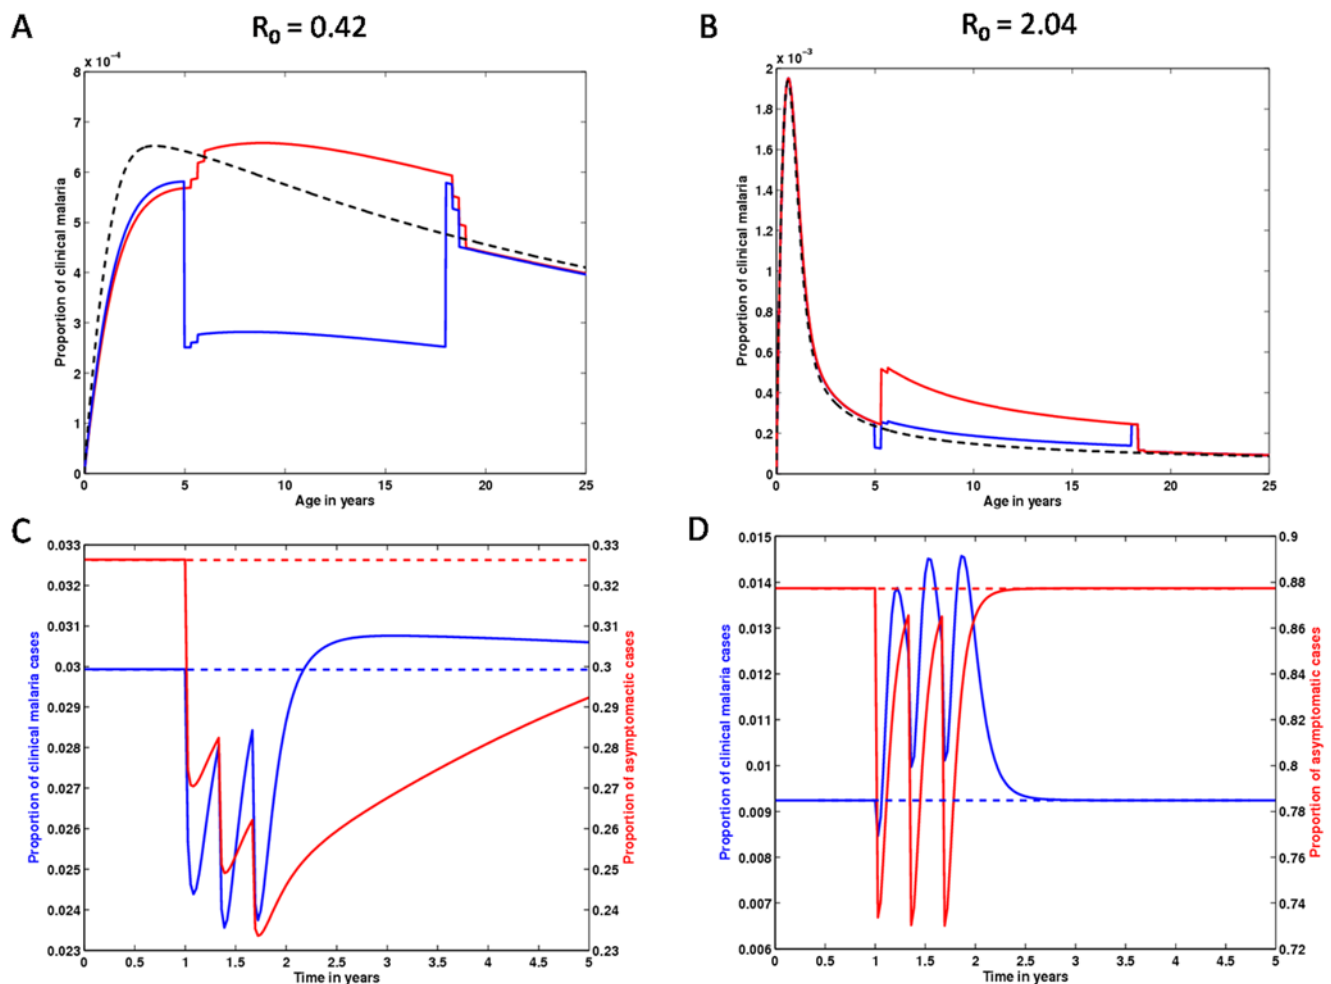 A
R0 = 0.42
x 10⁻⁴
8
7
6
5
4
3
2
1
0
Proportion of clinical malaria
0 5 10 15 20 25
Age in years
B
R0 = 2.04
x 10⁻³
2
1.8
1.6
1.4
1.2
1
0.8
0.6
0.4
0.2
0
Proportion of clinical malaria
0 5 10 15 20 25
Age in years
C
0.033
0.032
0.031
0.03
0.029
0.028
0.027
0.026
0.025
0.024
0.023
Proportion of clinical malaria cases
0.33
0.32
0.31
0.3
0.29
0.28
0.27
0.26
0.25
0.24
0.23
Proportion of asymptomactic cases
0 0.5 1 1.5 2 2.5 3 3.5 4 4.5 5
Time in years
D
0.015
0.014
0.013
0.012
0.011
0.01
0.009
0.008
0.007
0.006
Proportion of clinical malaria cases
0.9
0.88
0.86
0.84
0.82
0.8
0.78
0.76
0.74
0.72
Proportion of asymptomatic cases
0 0.5 1 1.5 2 2.5 3 3.5 4 4.5 5
Time in years